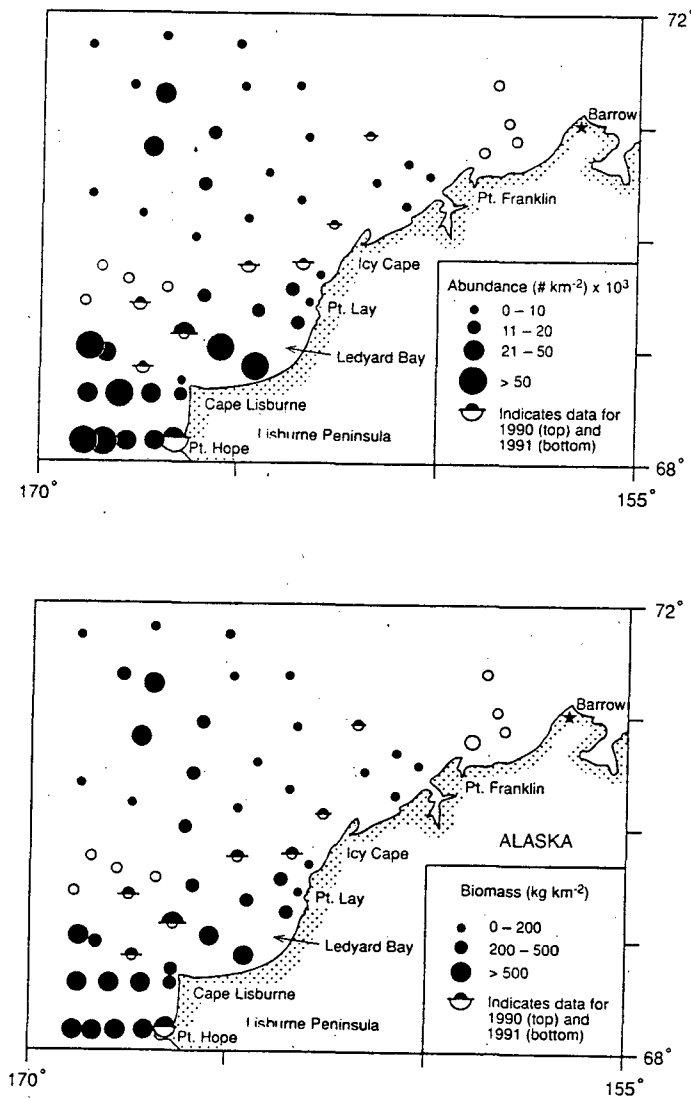 72°
Barrow
Pt. Franklin
Icy Cape
Abundance (# km-2) x 10³
0 – 10
11 – 20
21 – 50
> 50
Indicates data for
1990 (top) and
1991 (bottom)
Pt. Lay
Ledyard Bay
Cape Lisburne
Lisburne Peninsula
Pt. Hope
68°
170°
155°
72°
Barrow
Pt. Franklin
ALASKA
Icy Cape
Biomass (kg km-2)
0 – 200
200 – 500
> 500
Indicates data for
1990 (top) and
1991 (bottom)
Pt. Lay
Ledyard Bay
Cape Lisburne
Lisburne Peninsula
Pt. Hope
68°
170°
155°